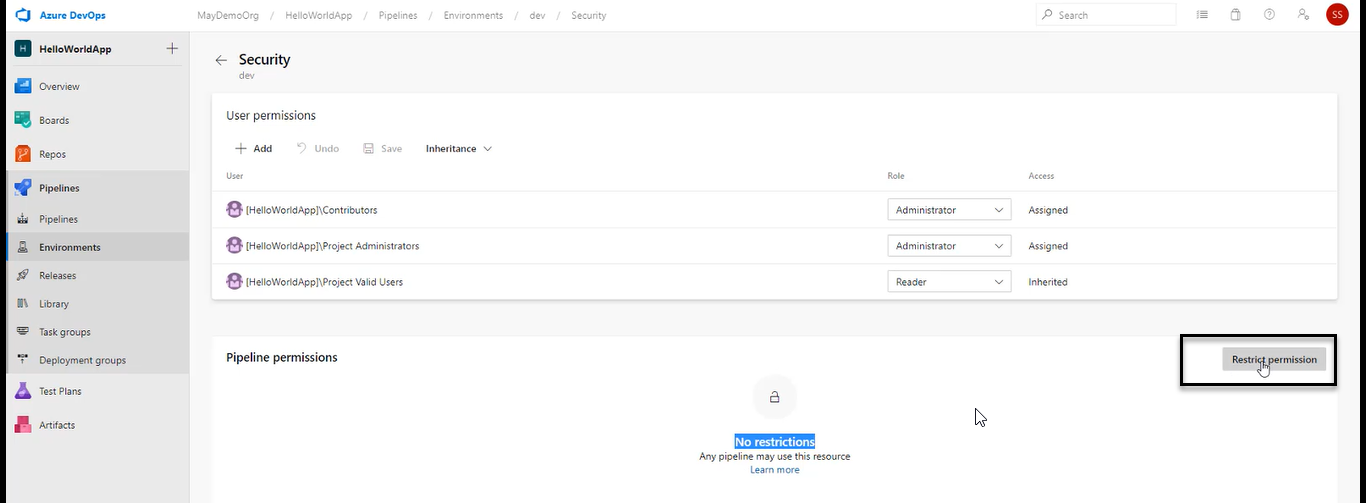 Azure DevOps
MayDemoOrg / HelloWorldApp / Pipelines / Environments / dev / Security
Search
SS
H HelloWorldApp
Overview
Boards
Repos
Pipelines
Pipelines
Environments
Releases
Library
Task groups
Deployment groups
Test Plans
Artifacts
Security
dev
User permissions
Add Undo Save Inheritance
User Role Access
[HelloWorldApp]\Contributors Administrator Assigned
[HelloWorldApp]\Project Administrators Administrator Assigned
[HelloWorldApp]\Project Valid Users Reader Inherited
Pipeline permissions Restrict permission
No restrictions
Any pipeline may use this resource
Learn more